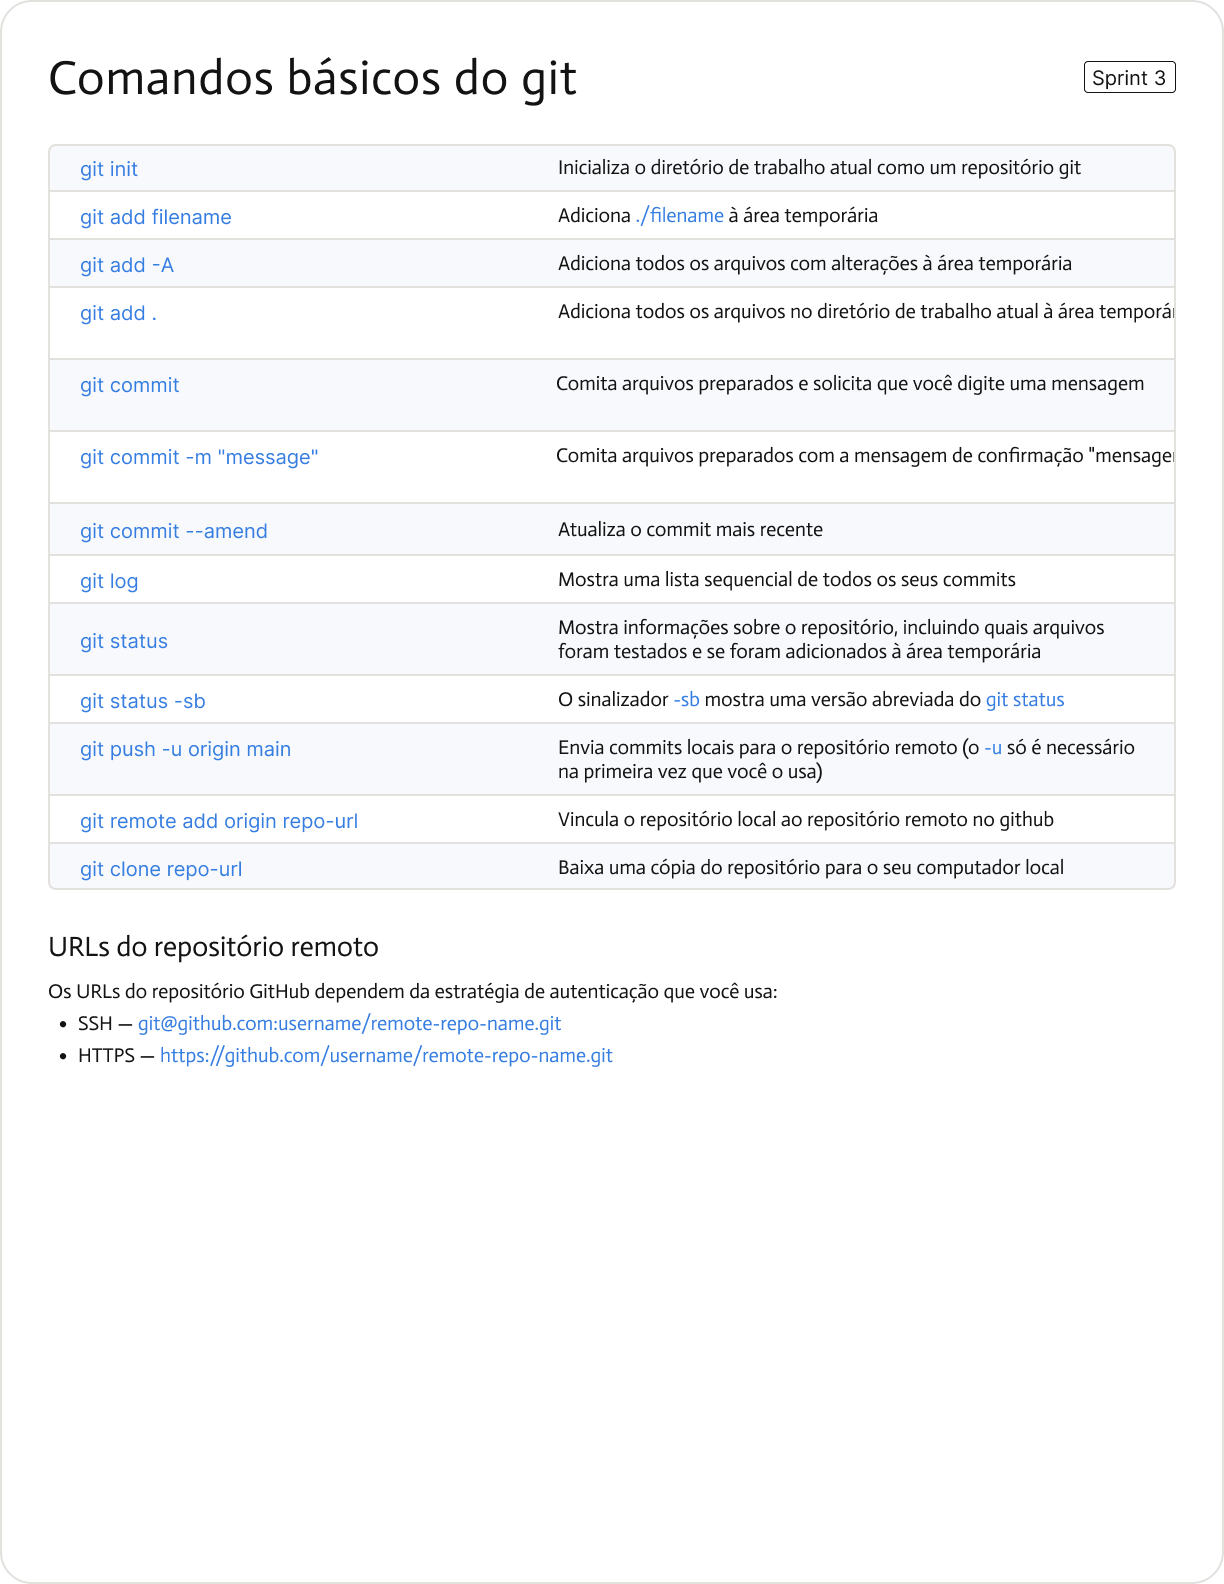 Comandos básicos do git
Sprint 3
git init Inicializa o diretório de trabalho atual como um repositório git
git add filename Adiciona ./filename à área temporária
git add -A Adiciona todos os arquivos com alterações à área temporária
git add . Adiciona todos os arquivos no diretório de trabalho atual à área
git commit Comita arquivos preparados e solicita que você digite uma mensagem
git commit -m "message" Comita arquivos preparados com a mensagem de confirmação
git commit --amend Atualiza o commit mais recente
git log Mostra uma lista sequencial de todos os seus commits
git status Mostra informações sobre o repositório, incluindo quais arquivos
foram testados e se foram adicionados à área temporária
git status -sb O sinalizador -sb mostra uma versão abreviada do git status
git push -u origin main Envia commits locais para o repositório remoto (o -u só é necessário
na primeira vez que você o usa)
git remote add origin repo-url Vincula o repositório local ao repositório remoto no github
git clone repo-url Baixa uma cópia do repositório para o seu computador local
URLs do repositório remoto
Os URLs do repositório GitHub dependem da estratégia de autenticação que você usa:
• SSH — git@github.com:username/remote-repo-name.git
• HTTPS — https://github.com/username/remote-repo-name.git